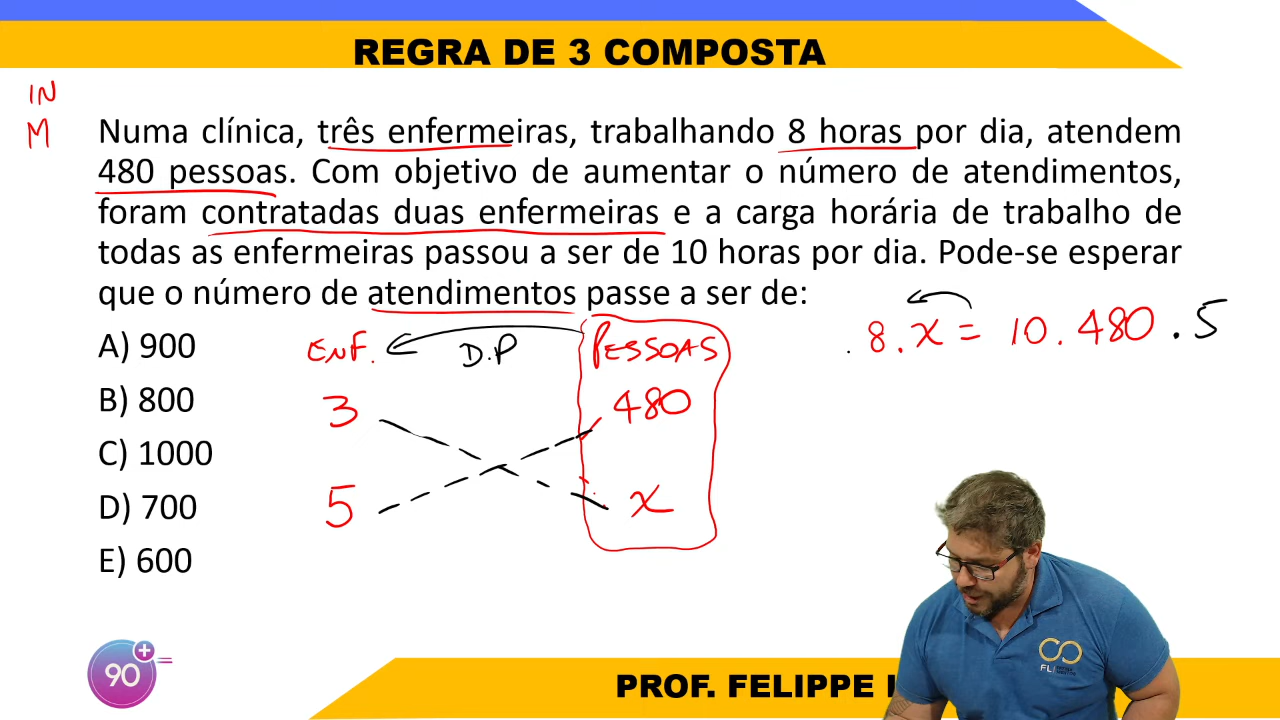 REGRA DE 3 COMPOSTA
IN
M
Numa clínica, três enfermeiras, trabalhando 8 horas por dia, atendem
480 pessoas. Com objetivo de aumentar o número de atendimentos,
foram contratadas duas enfermeiras e a carga horária de trabalho de
todas as enfermeiras passou a ser de 10 horas por dia. Pode-se esperar
que o número de atendimentos passe a ser de:
8.x = 10.480.5
A) 900
B) 800
C) 1000
D) 700
E) 600
ENF. D.P PESSOAS
3 480
5 x
90+=
PROF. FELIPPE
FL